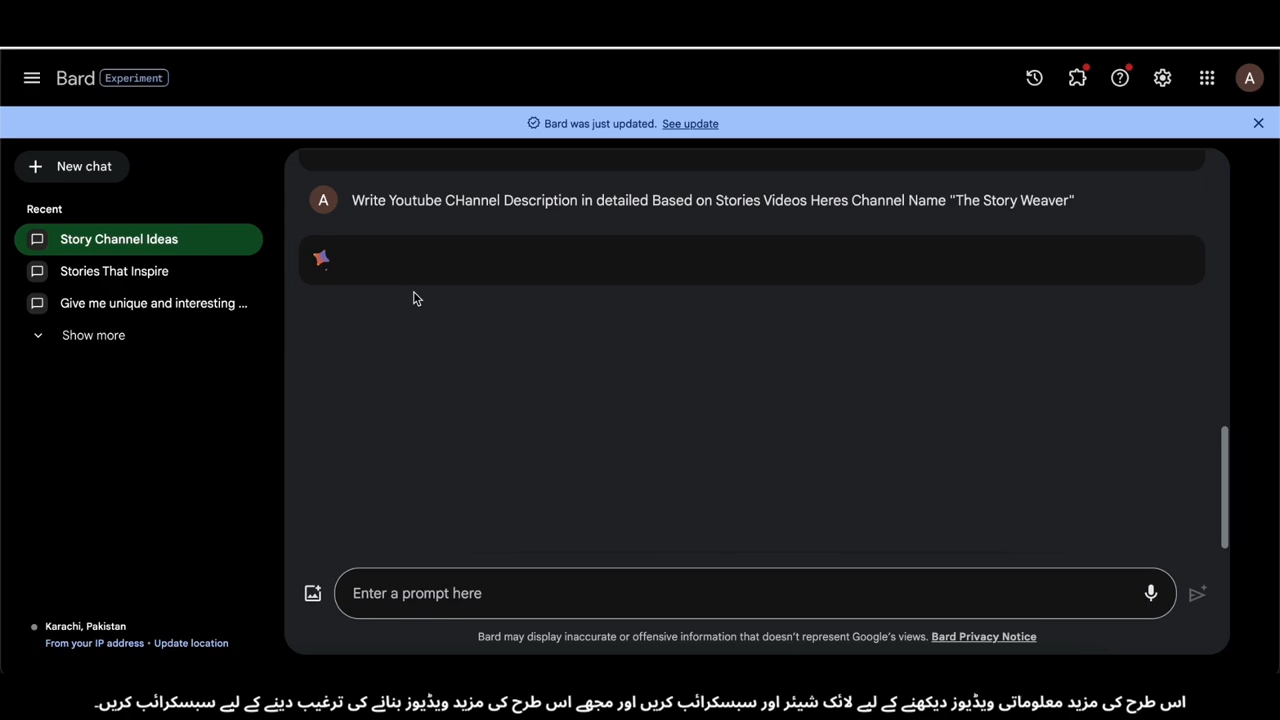 Bard Experiment
A
Bard was just updated. See update
New chat
Recent
Story Channel Ideas
Stories That Inspire
Give me unique and interesting ...
Show more
A Write Youtube CHannel Description in detailed Based on Stories Videos Heres Channel Name "The Story Weaver"
Enter a prompt here
Bard may display inaccurate or offensive information that doesn't represent Google's views. Bard Privacy Notice
Karachi, Pakistan
From your IP address • Update location
اس طرح کی مزید معلوماتی ویڈیوز دیکھنے کے لیے لائک شیئر اور سبسکرائب کریں اور مجھے اس طرح کی مزید ویڈیوز بنانے کی ترغیب دینے کے لیے سبسکرائب کریں۔